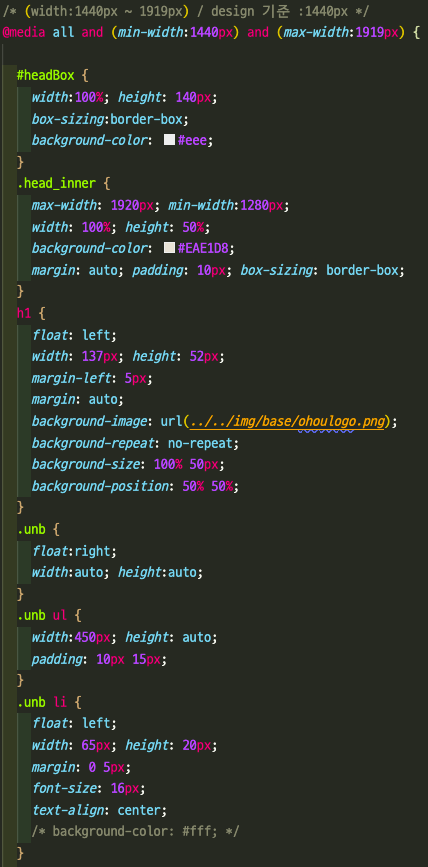 /* (width:1440px ~ 1919px) / design 기준 :1440px */
@media all and (min-width:1440px) and (max-width:1919px) {
#headBox {
width:100%; height: 140px;
box-sizing:border-box;
background-color: #eee;
}
.head_inner {
max-width: 1920px; min-width:1280px;
width: 100%; height: 50%;
background-color: #EAE1D8;
margin: auto; padding: 10px; box-sizing: border-box;
}
h1 {
float: left;
width: 137px; height: 52px;
margin-left: 5px;
margin: auto;
background-image: url(../../img/base/ohoulogo.png);
background-repeat: no-repeat;
background-size: 100% 50px;
background-position: 50% 50%;
}
.unb {
float:right;
width:auto; height:auto;
}
.unb ul {
width:450px; height: auto;
padding: 10px 15px;
}
.unb li {
float: left;
width: 65px; height: 20px;
margin: 0 5px;
font-size: 16px;
text-align: center;
/* background-color: #fff; */
}